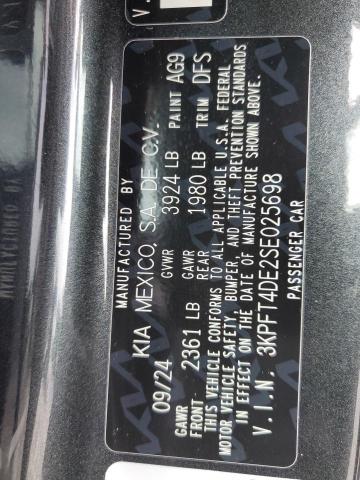 MANUFACTURED BY
KIA MEXICO, S.A. DE C.V.
09/24 GVWR 3924 LB PAINT AG9
GAWR FRONT 2361 LB GAWR REAR 1980 LB TRIM DFS
THIS VEHICLE CONFORMS TO ALL APPLICABLE U.S.A. FEDERAL
MOTOR VEHICLE SAFETY, BUMPER, AND THEFT PREVENTION STANDARDS
IN EFFECT ON THE DATE OF MANUFACTURE SHOWN ABOVE.
V.I.N. 3KPFT4DE2SE025698
PASSENGER CAR
V.